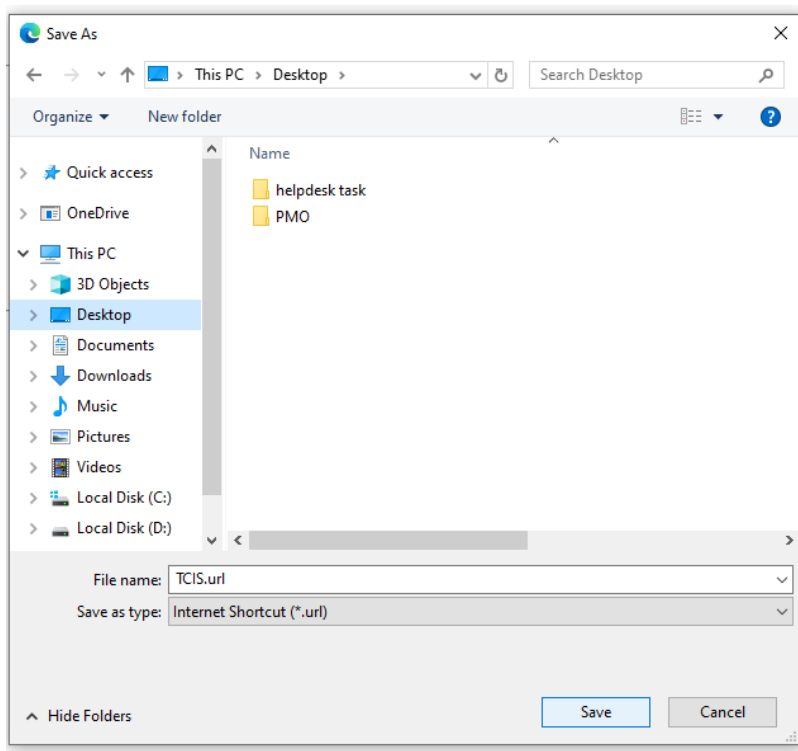 Save As
This PC > Desktop >
Search Desktop
Organize
New folder
?
Name
Quick access
OneDrive
This PC
3D Objects
Desktop
Documents
Downloads
Music
Pictures
Videos
Local Disk (C:)
Local Disk (D:)
helpdesk task
PMO
File name: TCIS.url
Save as type: Internet Shortcut (*.url)
Hide Folders
Save
Cancel